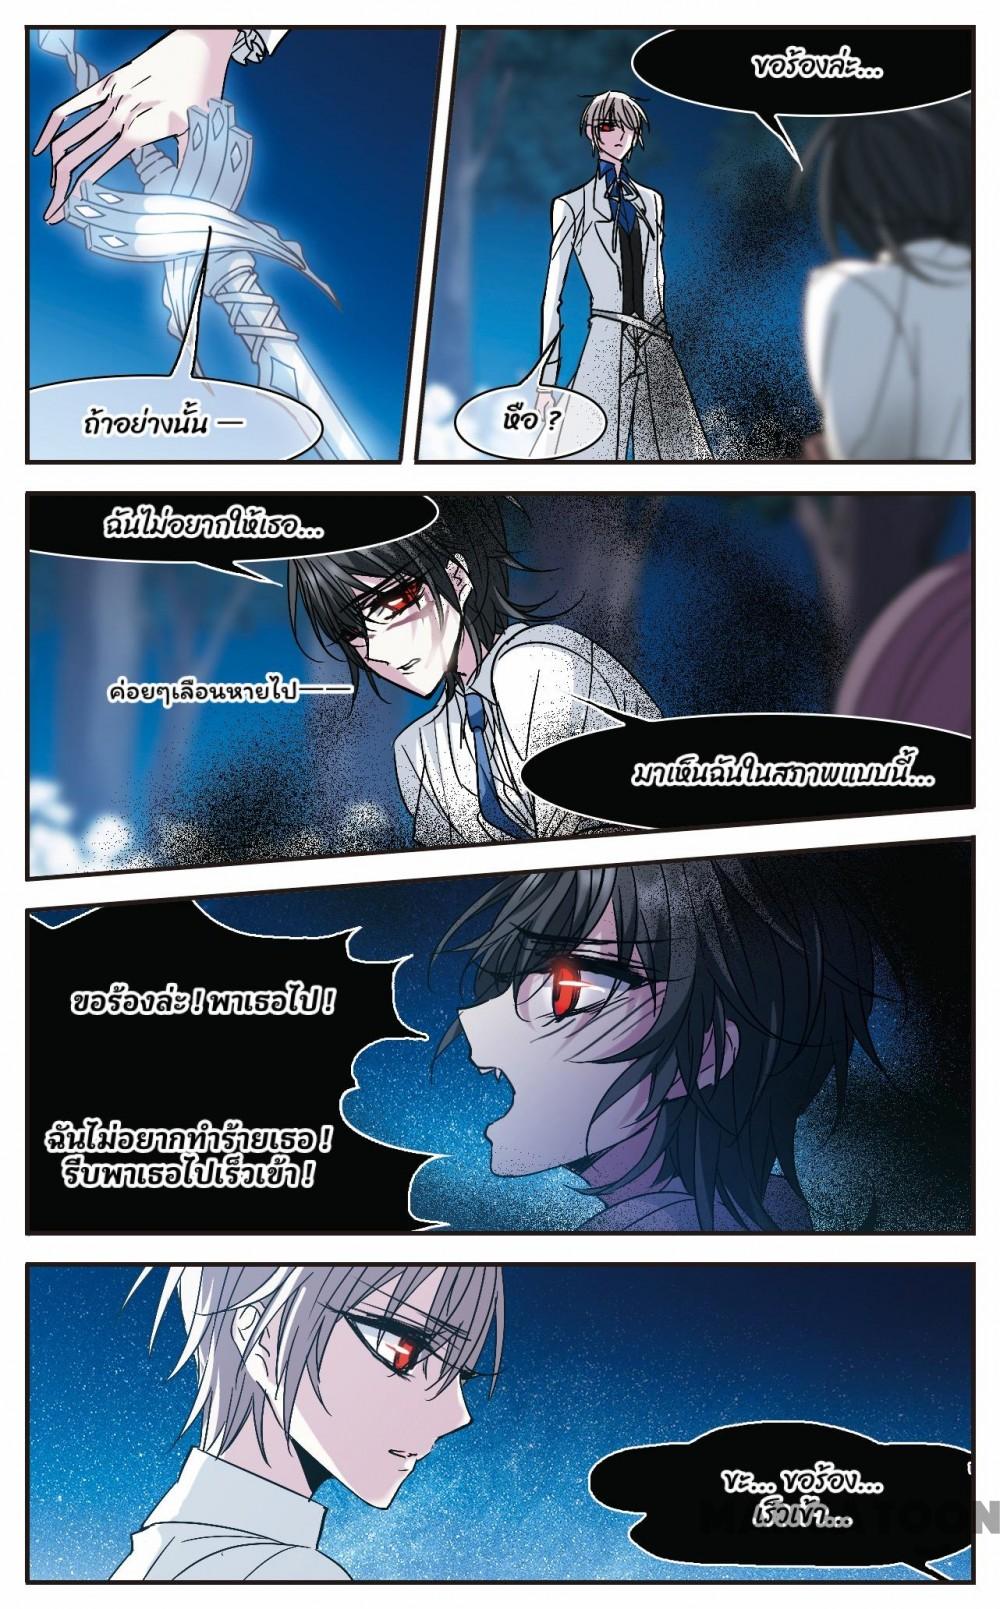 ถ้าอย่างนั้น —
ขอร้องล่ะ...
หือ ?
ฉันไม่อยากให้เธอ...
ค่อยๆเลือนหายไป——
มาเห็นฉันในสภาพแบบนี้...
ขอร้องล่ะ ! พาเธอไป !
ฉันไม่อยากทำร้ายเธอ !
รีบพาเธอไปเร็วเข้า !
ขะ... ขอร้อง...
เร็วเข้า...